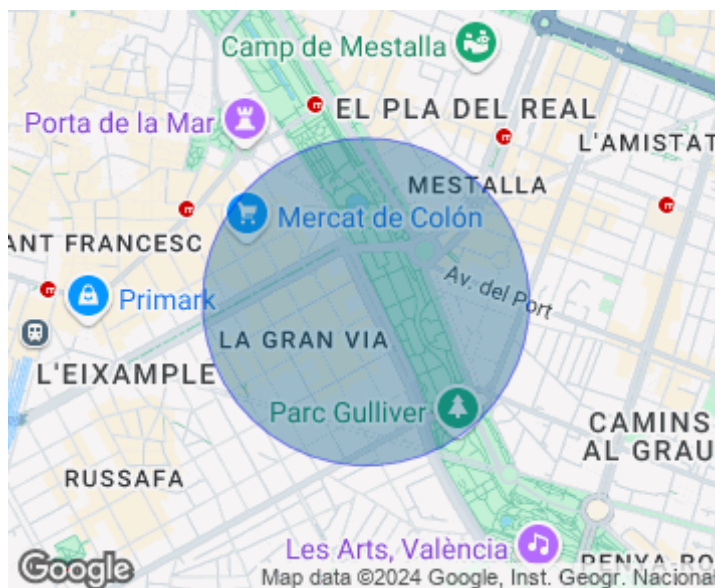 Camp de Mestalla
EL PLA DEL REAL
Porta de la Mar
L'AMISTAT
MESTALLA
Mercat de Colón
ANT FRANCESC
Av. del Port
Primark
LA GRAN VIA
L'EIXAMPLE
Parc Gulliver
CAMINS
AL GRAU
RUSSAFA
Les Arts, València
PENYA-RO
Google
Map data ©2024 Google, Inst. Geogr. Nacional